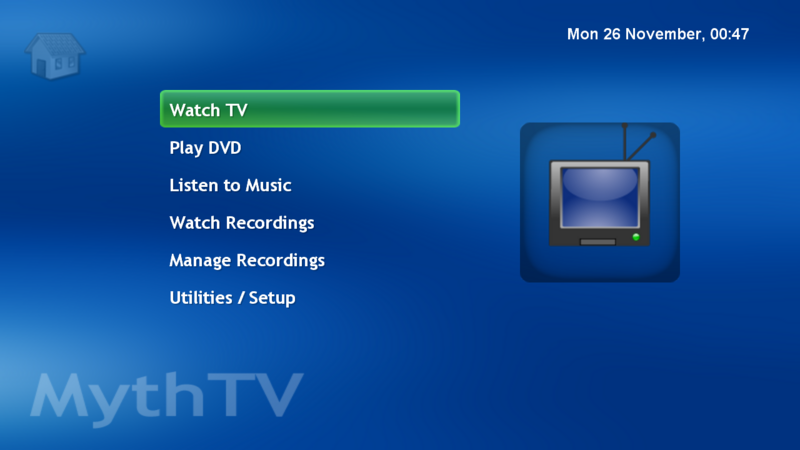 Mon 26 November, 00:47
Watch TV
Play DVD
Listen to Music
Watch Recordings
Manage Recordings
Utilities / Setup
MythTV